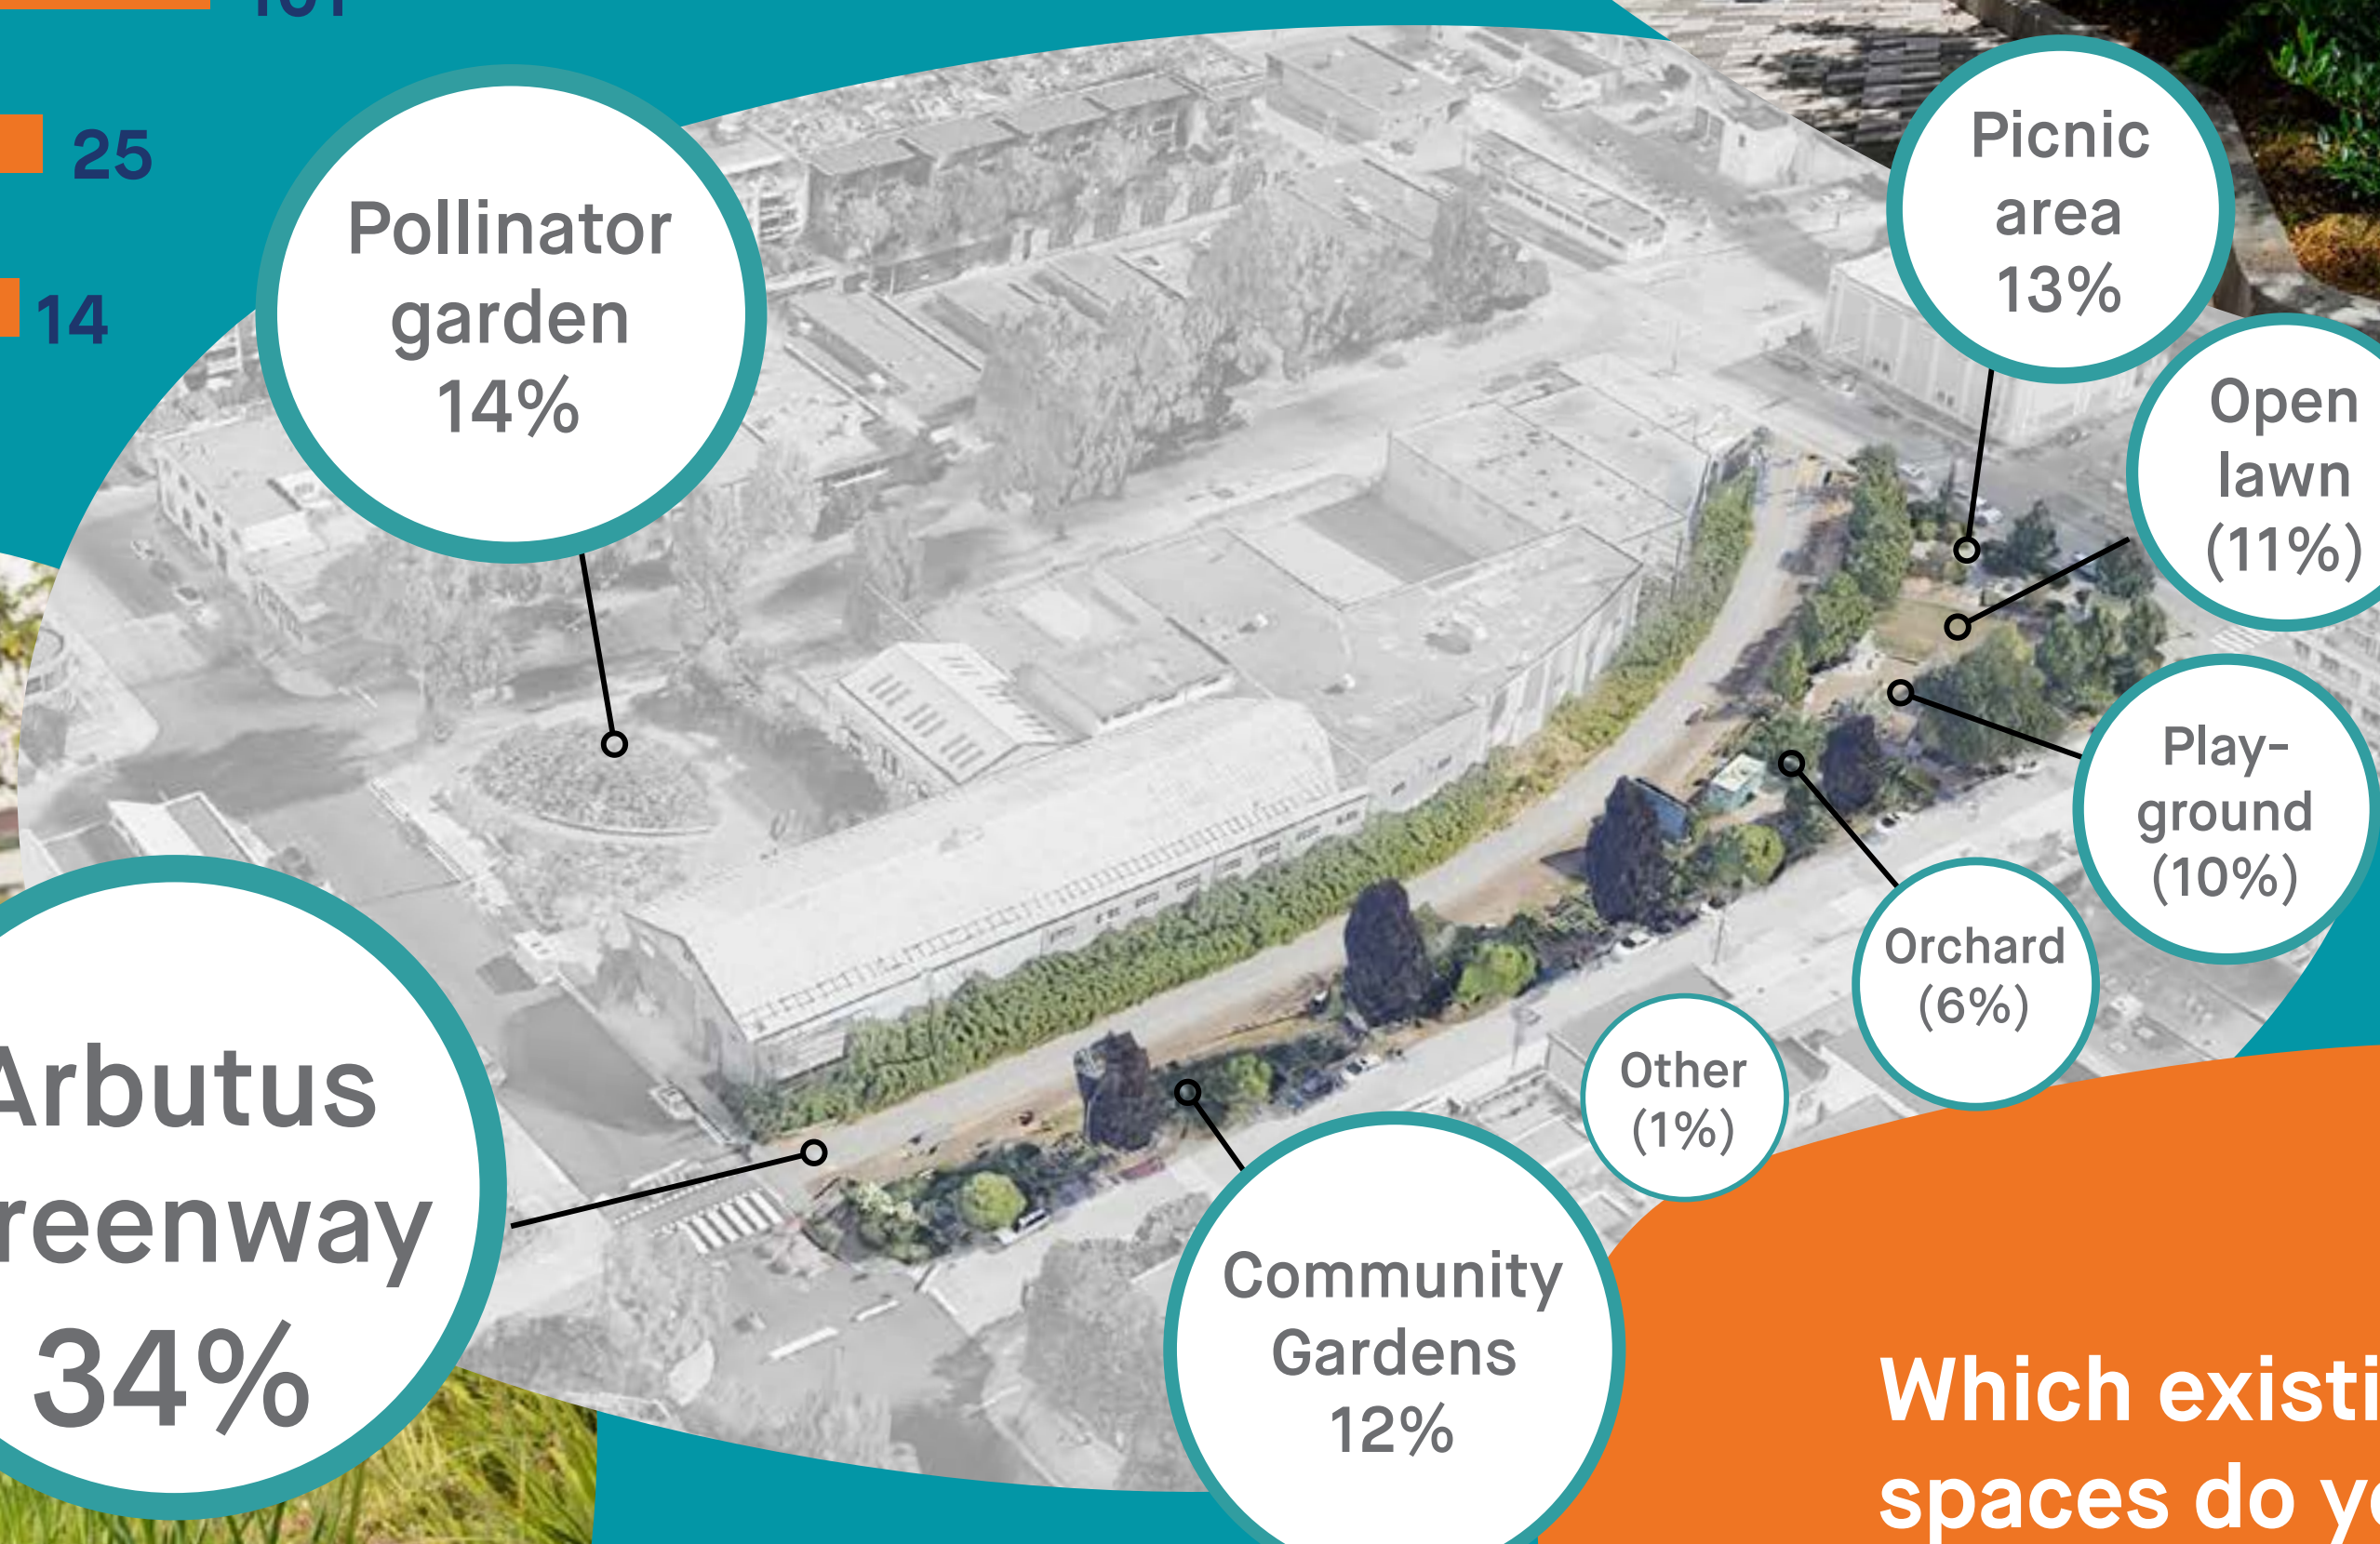 25
14
Pollinator
garden
14%
Picnic
area
13%
Open
lawn
(11%)
Play-
ground
(10%)
Orchard
(6%)
Other
(1%)
Community
Gardens
12%
Arbutus
reenway
34%
Which existi
spaces do yo